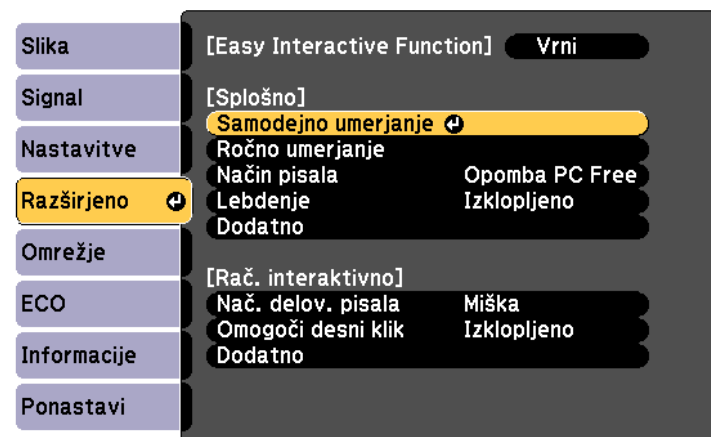 Slika
Signal
Nastavitve
Razširjeno
Omrežje
ECO
Informacije
Ponastavi
[Easy Interactive Function] Vrni
[Splošno]
Samodejno umerjanje
Ročno umerjanje
Način pisala Opomba PC Free
Lebdenje Izklopljeno
Dodatno
[Rač. interaktivno]
Nač. delov. pisala Miška
Omogoči desni klik Izklopljeno
Dodatno